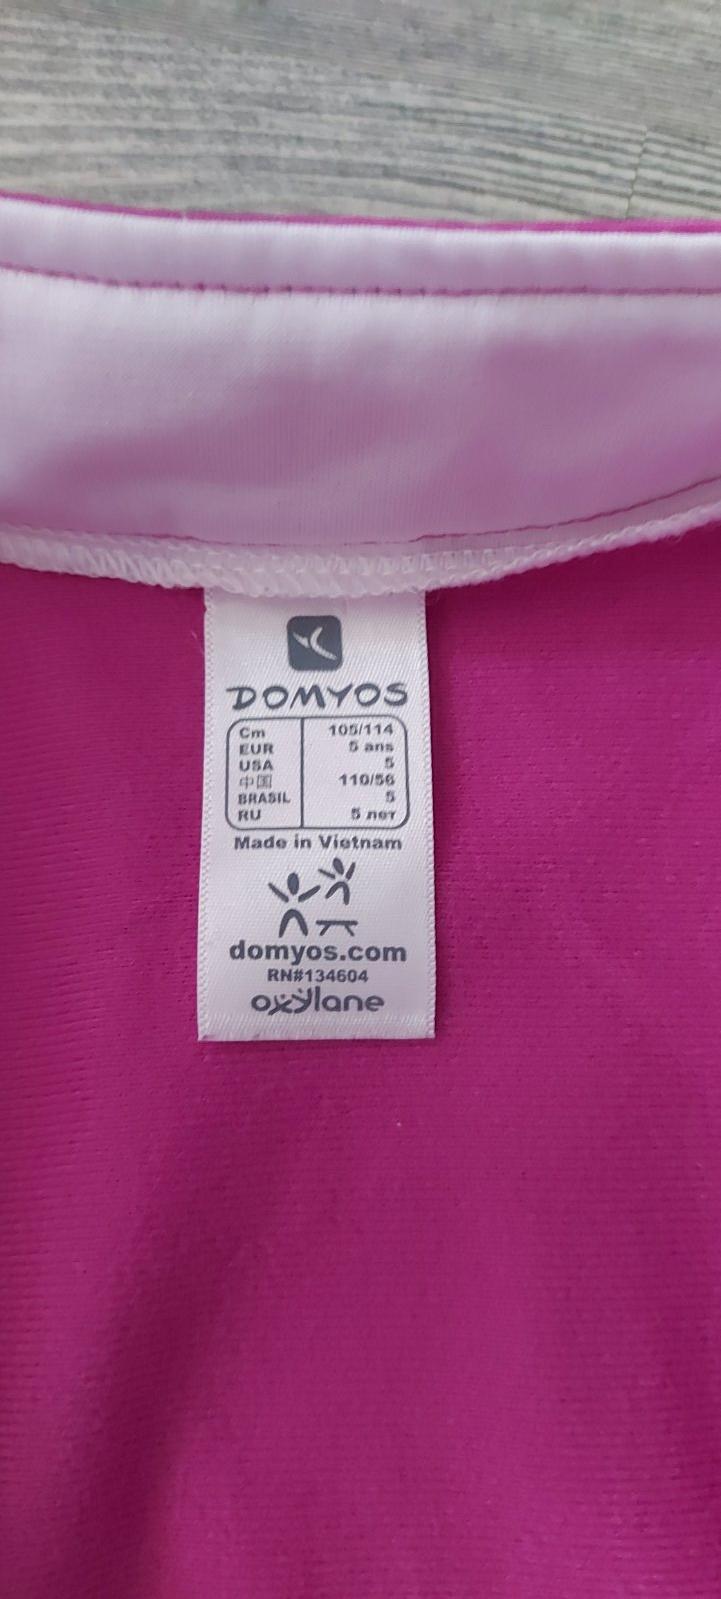 DOMYOS
Cm 105/114
EUR 5 ans
USA 5
中国 110/56
BRASIL 5
RU 5 лет
Made in Vietnam
domyos.com
RN#134604
oxylane